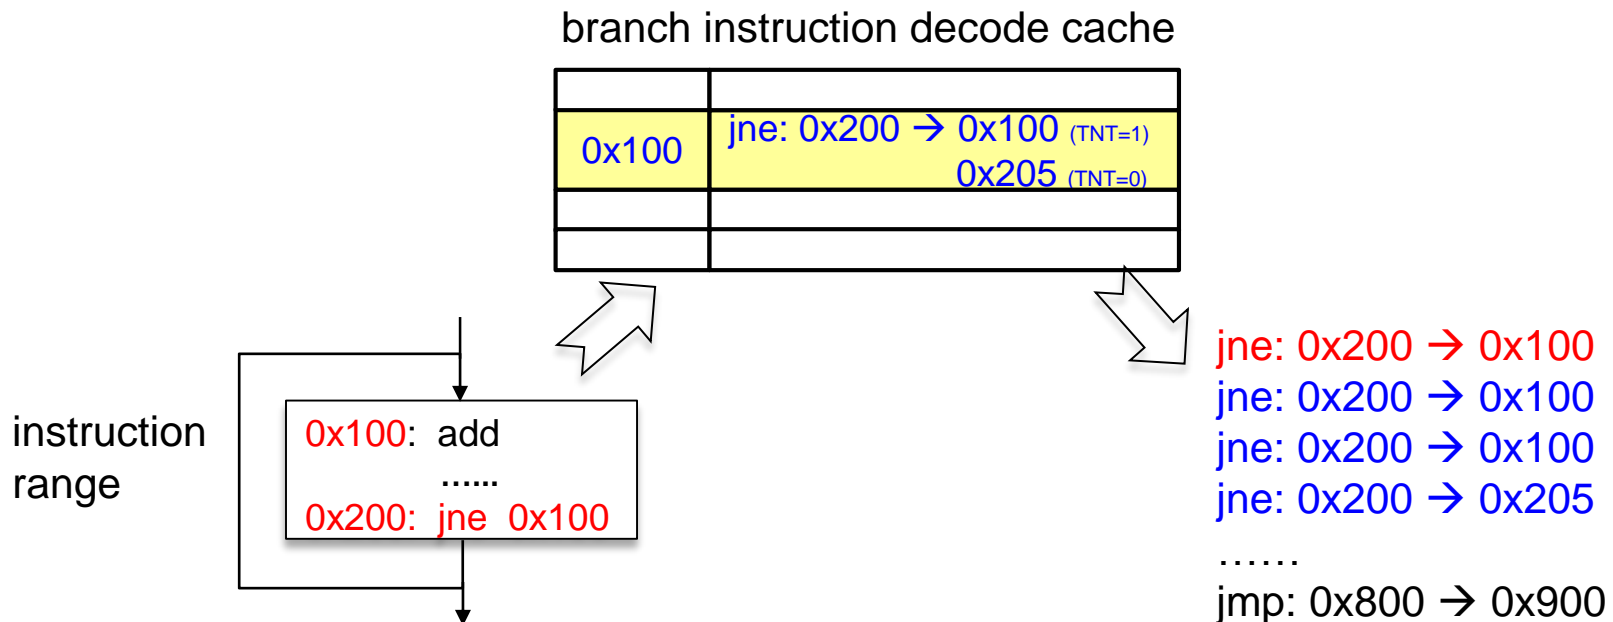 branch instruction decode cache
0x100
jne: 0x200 → 0x100 (TNT=1)
0x205 (TNT=0)
instruction
range
0x100: add
......
0x200: jne 0x100
jne: 0x200 → 0x100
jne: 0x200 → 0x100
jne: 0x200 → 0x100
jne: 0x200 → 0x205
......
jmp: 0x800 → 0x900